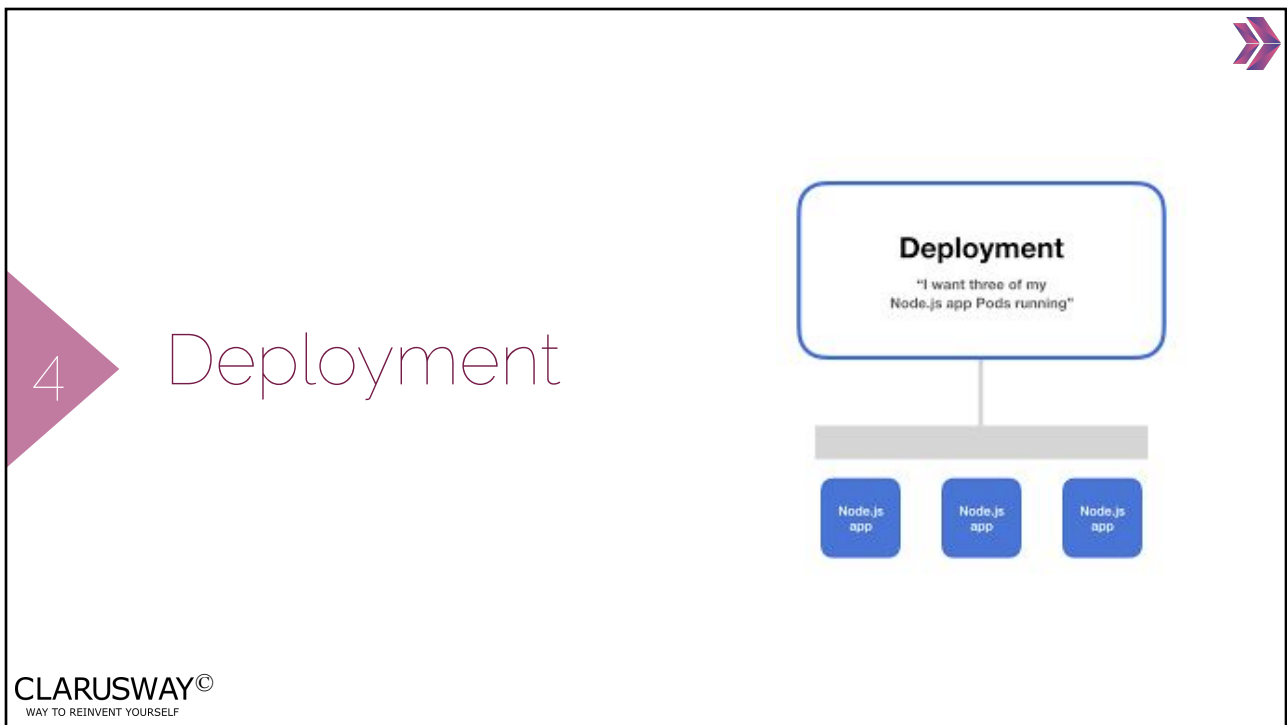 4
Deployment
Deployment
“I want three of my
Node.js app Pods running”
Node.js
app
Node.js
app
Node.js
app
CLARUSWAY©
WAY TO REINVENT YOURSELF